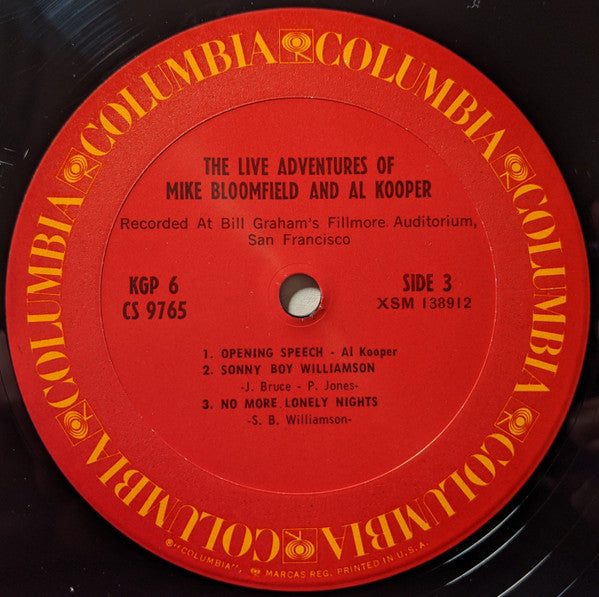 COLUMBIA COLUMBIA COLUMBIA COLUMBIA COLUMBIA COLUMBIA
THE LIVE ADVENTURES OF
MIKE BLOOMFIELD AND AL KOOPER
Recorded At Bill Graham's Fillmore Auditorium,
San Francisco
KGP 6
CS 9765
SIDE 3
XSM 138912
1. OPENING SPEECH - Al Kooper
2. SONNY BOY WILLIAMSON
-J. Bruce - P. Jones-
3. NO MORE LONELY NIGHTS
-S. B. Williamson-
®"COLUMBIA", MARCAS REG. PRINTED IN U.S.A.